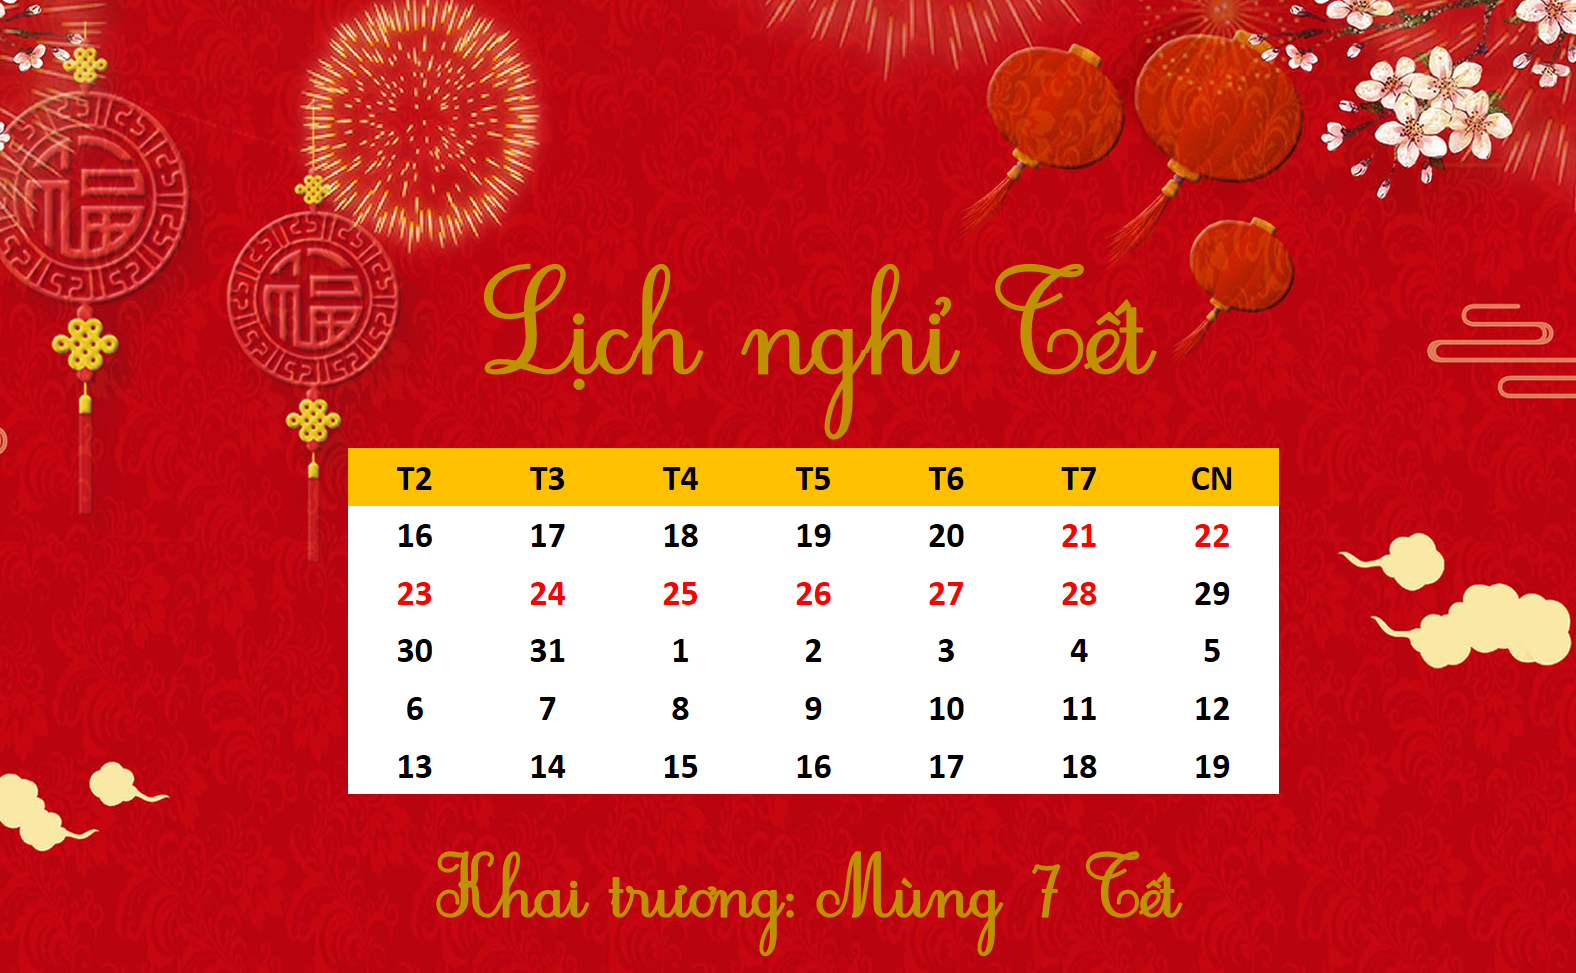 福
福
Lịch nghỉ Tết
T2 T3 T4 T5 T6 T7 CN
16 17 18 19 20 21 22
23 24 25 26 27 28 29
30 31 1 2 3 4 5
6 7 8 9 10 11 12
13 14 15 16 17 18 19
Khai trương: Mùng 7 Tết